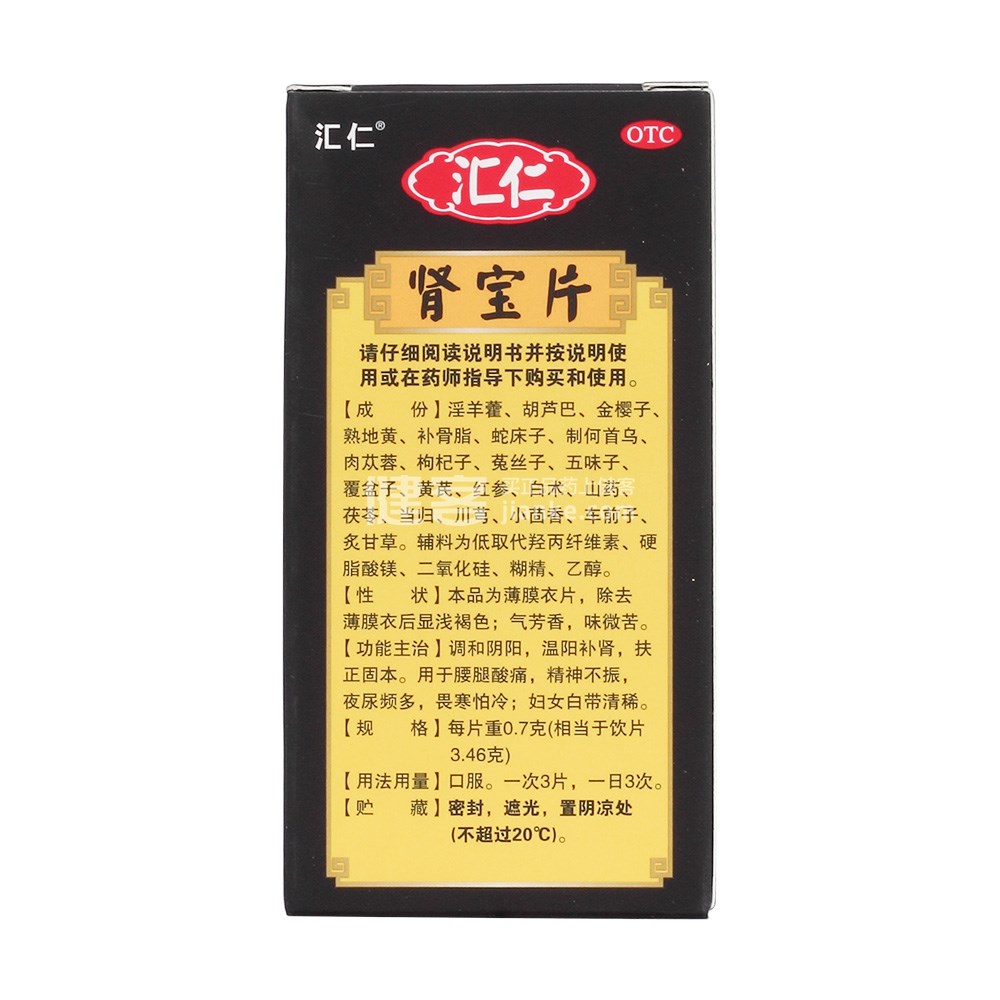 汇仁®
OTC
汇仁
肾宝片
请仔细阅读说明书并按说明使
用或在药师指导下购买和使用。
【成 份】淫羊藿、胡芦巴、金樱子、
熟地黄、补骨脂、蛇床子、制何首乌、
肉苁蓉、枸杞子、菟丝子、五味子、
覆盆子、黄芪、红参、白术、山药、
茯苓、当归、川芎、小茴香、车前子、
炙甘草。辅料为低取代羟丙纤维素、硬
脂酸镁、二氧化硅、糊精、乙醇。
【性 状】本品为薄膜衣片，除去
薄膜衣后显浅褐色；气芳香，味微苦。
【功能主治】调和阴阳，温阳补肾，扶
正固本。用于腰腿酸痛，精神不振，
夜尿频多，畏寒怕冷；妇女白带清稀。
【规 格】每片重0.7克(相当于饮片
3.46克)
【用法用量】口服。一次3片，一日3次。
【贮 藏】密封，遮光，置阴凉处
(不超过20℃)。
健客
买正品药上健客
jianke.com